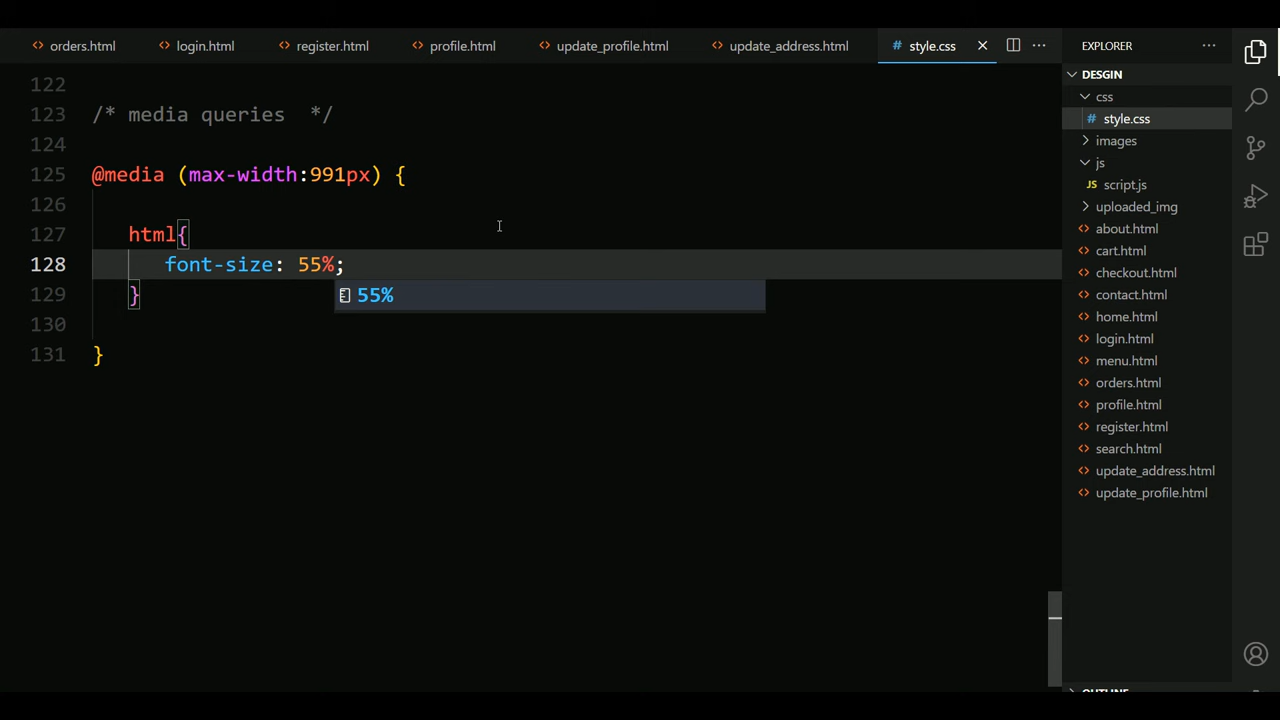 orders.html login.html register.html profile.html update_profile.html update_address.html # style.css EXPLORER
DESGIN
css
# style.css
images
js
JS script.js
uploaded_img
about.html
cart.html
checkout.html
contact.html
home.html
login.html
menu.html
orders.html
profile.html
register.html
search.html
update_address.html
update_profile.html
122
123 /* media queries  */
124
125 @media (max-width:991px) {
126
127 html{
128 font-size: 55%;
55%
129 }
130
131 }